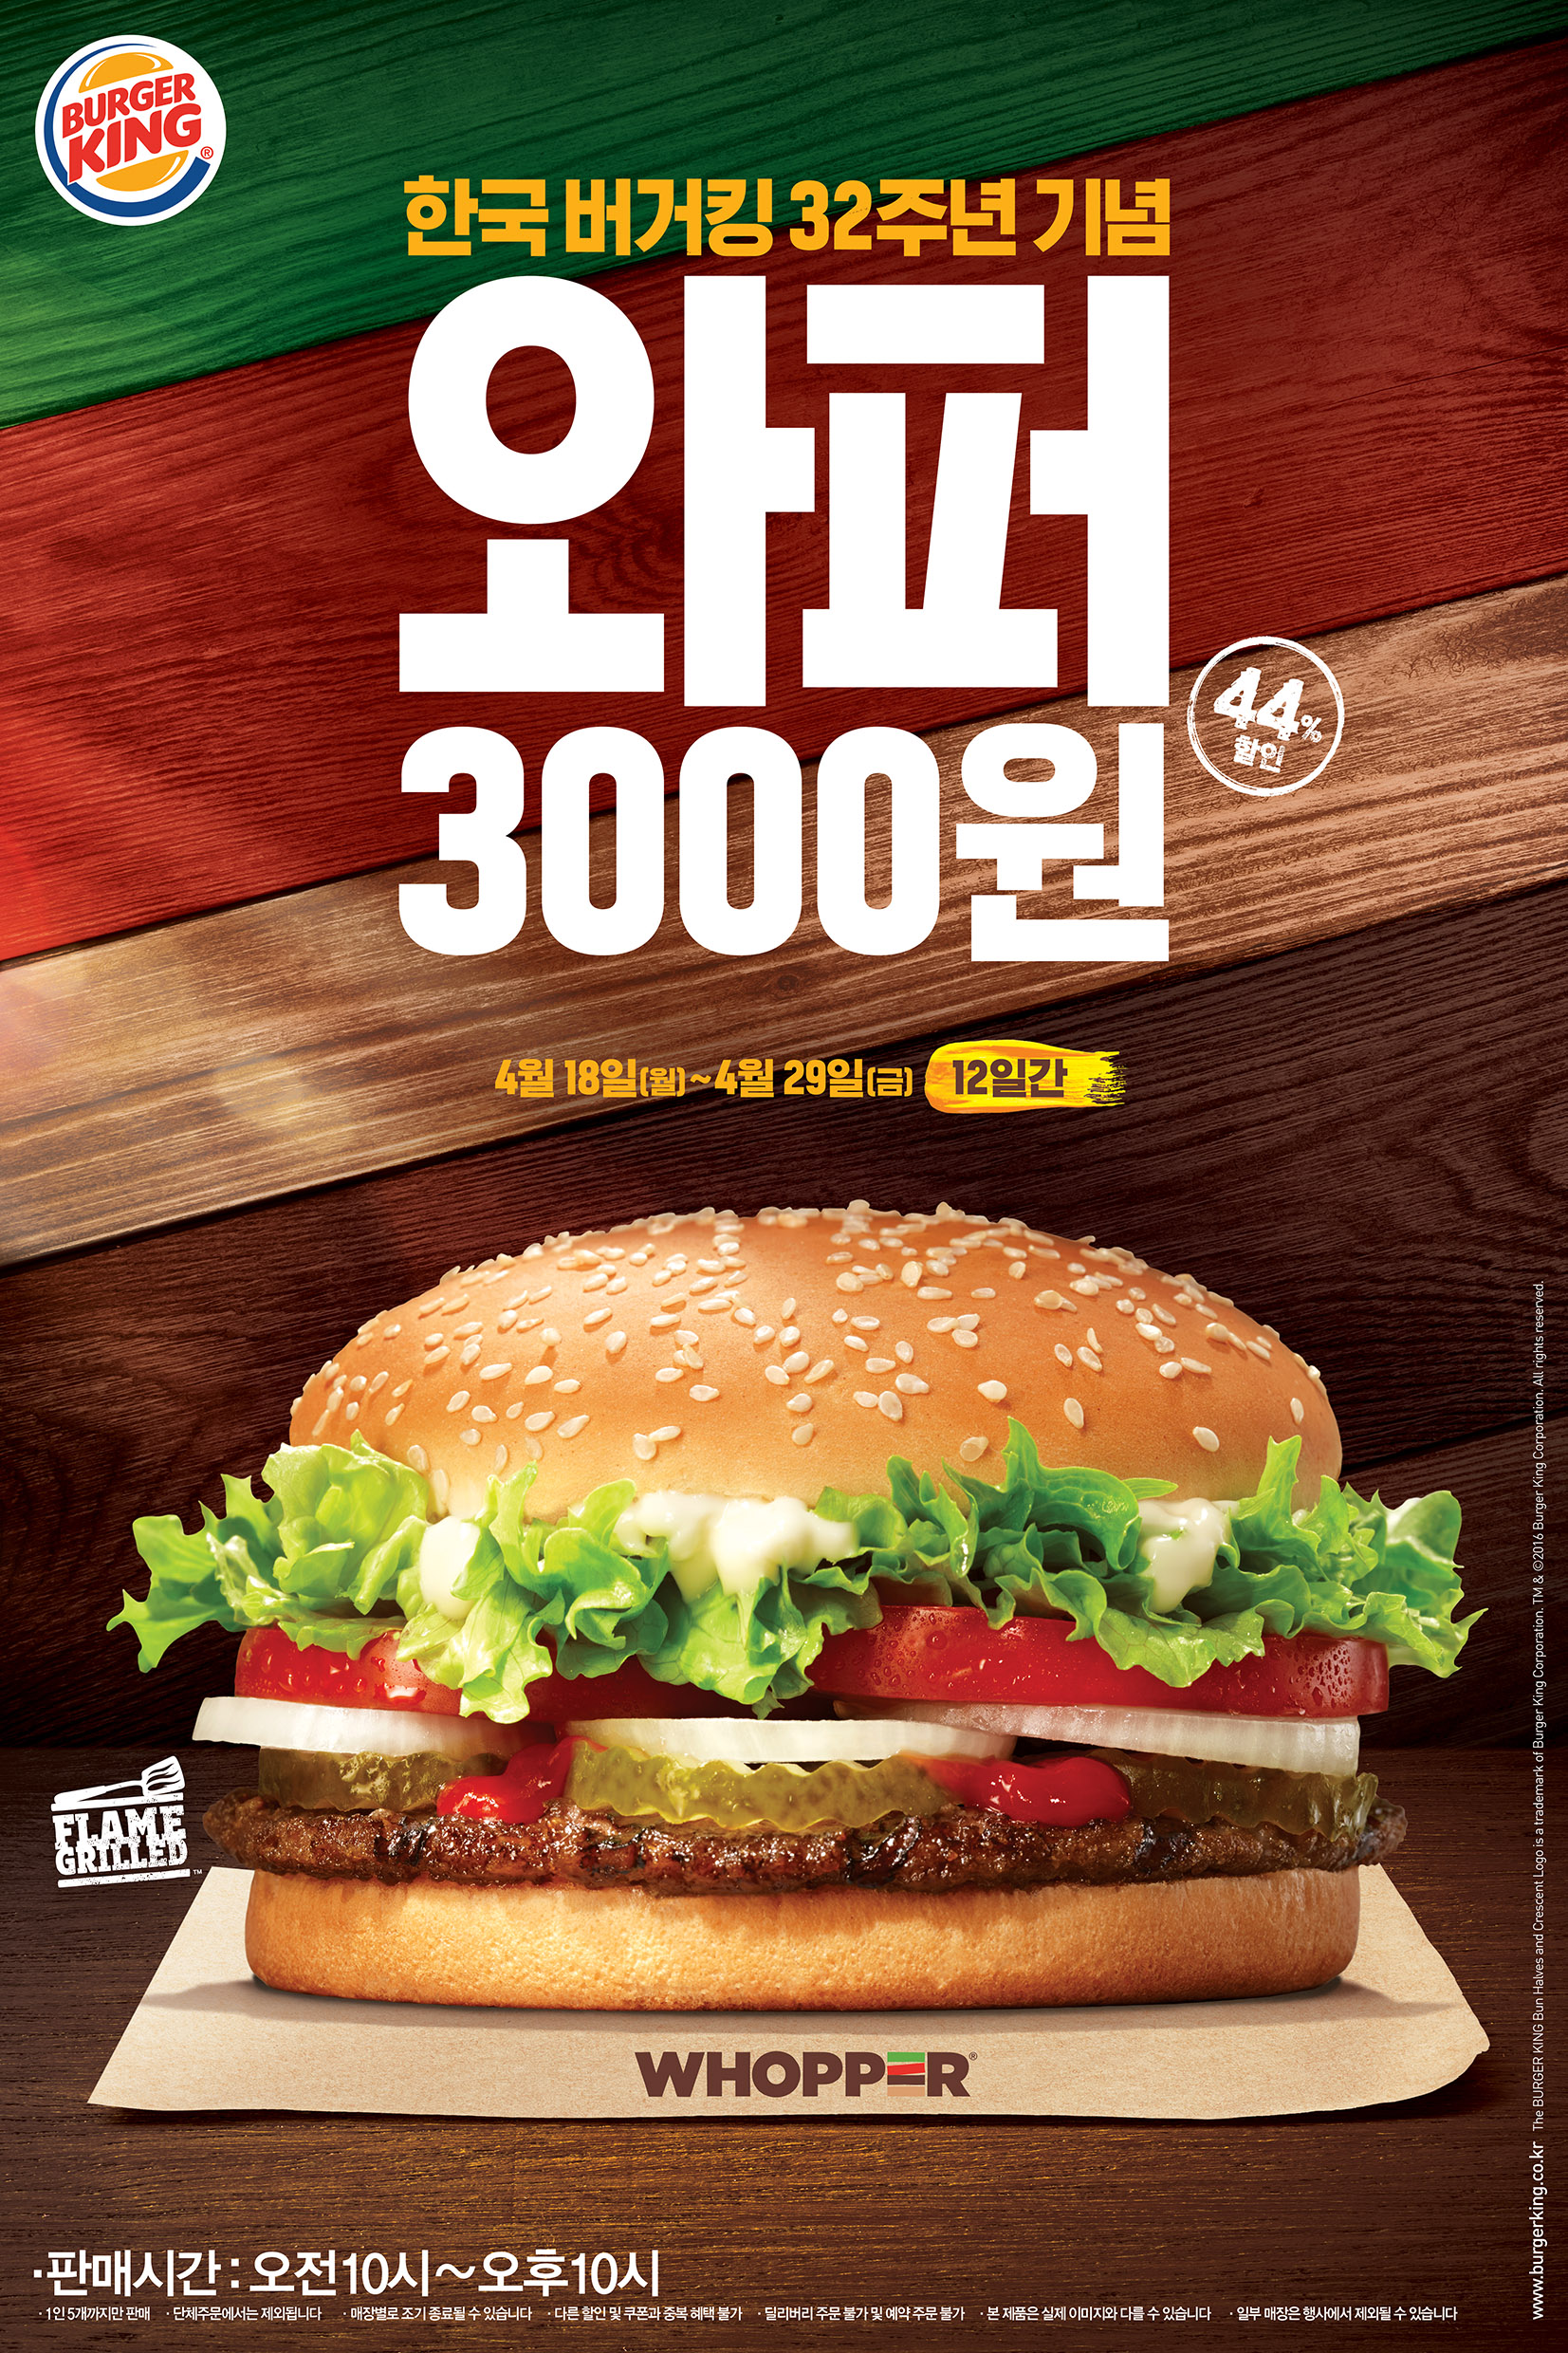 BURGER
KING®
한국 버거킹 32주년 기념
와퍼
3000원
44%
할인
4월 18일(월)~4월 29일(금) 12일간
FLAME
GRILLED™
WHOPPER®
·판매시간 : 오전10시~오후10시
· 1인 5개까지만 판매 · 단체주문에서는 제외됩니다 · 매장별로 조기 종료될 수 있습니다 · 다른 할인 및 쿠폰과 중복 혜택 불가 · 딜리버리 주문 불가 및 예약 주문 불가 · 본 제품은 실제 이미지와 다를 수 있습니다 · 일부 매장은 행사에서 제외될 수 있습니다
www.burgerking.co.kr The BURGER KING Bun Halves and Crescent Logo is a trademark of Burger King Corporation. TM & ©2016 Burger King Corporation. All rights reserved.